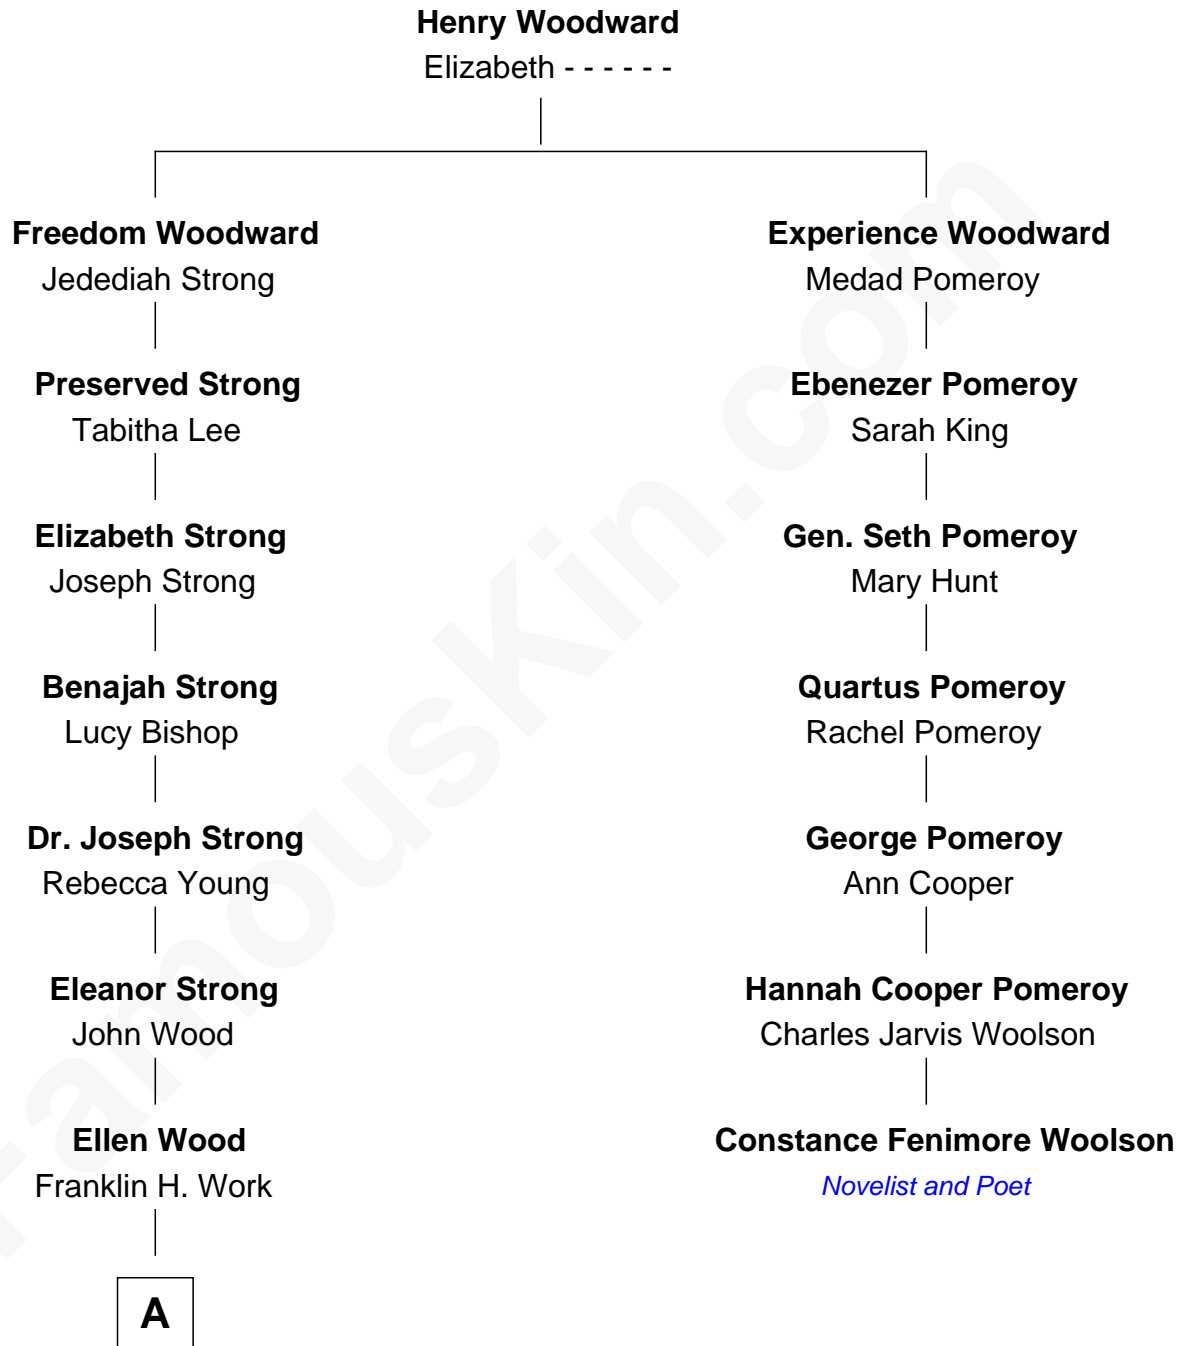 Henry Woodward
Elizabeth - - - - - -
Freedom Woodward
Jedediah Strong
Experience Woodward
Medad Pomeroy
Preserved Strong
Tabitha Lee
Ebenezer Pomeroy
Sarah King
Elizabeth Strong
Joseph Strong
Gen. Seth Pomeroy
Mary Hunt
Benajah Strong
Lucy Bishop
Quartus Pomeroy
Rachel Pomeroy
Dr. Joseph Strong
Rebecca Young
George Pomeroy
Ann Cooper
Eleanor Strong
John Wood
Hannah Cooper Pomeroy
Charles Jarvis Woolson
Ellen Wood
Franklin H. Work
Constance Fenimore Woolson
Novelist and Poet
A
FamousKin.com